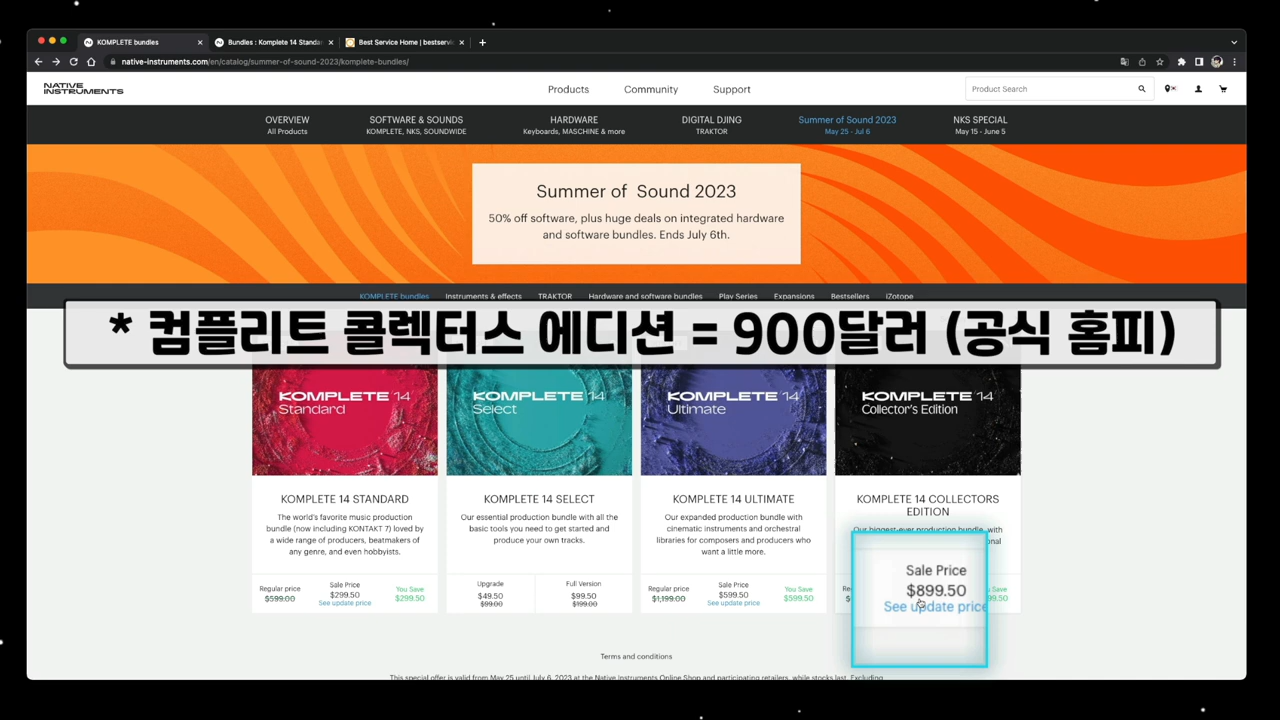 KOMPLETE bundles
Bundles : Komplete 14 Standa
Best Service Home | bestservic
native-instruments.com/en/catalog/summer-of-sound-2023/komplete-bundles/
NATIVE INSTRUMENTS
Products
Community
Support
Product Search
OVERVIEW
All Products
SOFTWARE & SOUNDS
KOMPLETE, NKS, SOUNDWIDE
HARDWARE
Keyboards, MASCHINE & more
DIGITAL DJING
TRAKTOR
Summer of Sound 2023
May 25 - Jul 6
NKS SPECIAL
May 15 - June 5
Summer of Sound 2023
50% off software, plus huge deals on integrated hardware
and software bundles. Ends July 6th.
KOMPLETE bundles
Instruments & effects
TRAKTOR
Hardware and software bundles
Play Series
Expansions
Bestsellers
iZotope
* 컴플리트 콜렉터스 에디션 = 900달러 (공식 홈피)
KOMPLETE 14
Standard
KOMPLETE 14
Select
KOMPLETE 14
Ultimate
KOMPLETE 14
Collector's Edition
KOMPLETE 14 STANDARD
The world's favorite music production
bundle (now including KONTAKT 7) loved by
a wide range of producers, beatmakers of
any genre, and even hobbyists.
Regular price
$599.00
Sale Price
$299.50
See update price
You Save
$299.50
KOMPLETE 14 SELECT
Our essential production bundle with all the
basic tools you need to get started and
produce your own tracks.
Upgrade
$49.50
$99.00
Full Version
$99.50
$199.00
KOMPLETE 14 ULTIMATE
Our expanded production bundle with
cinematic instruments and orchestral
libraries for composers and producers who
want a little more.
Regular price
$1,199.00
Sale Price
$599.50
See update price
You Save
$599.50
KOMPLETE 14 COLLECTORS
EDITION
Our biggest-ever production bundle, with
Sale Price
$899.50
See update price
Terms and conditions
This special offer is valid from May 25 until July 6, 2023 at the Native Instruments Online Shop and participating retailers, while stocks last. Excluding